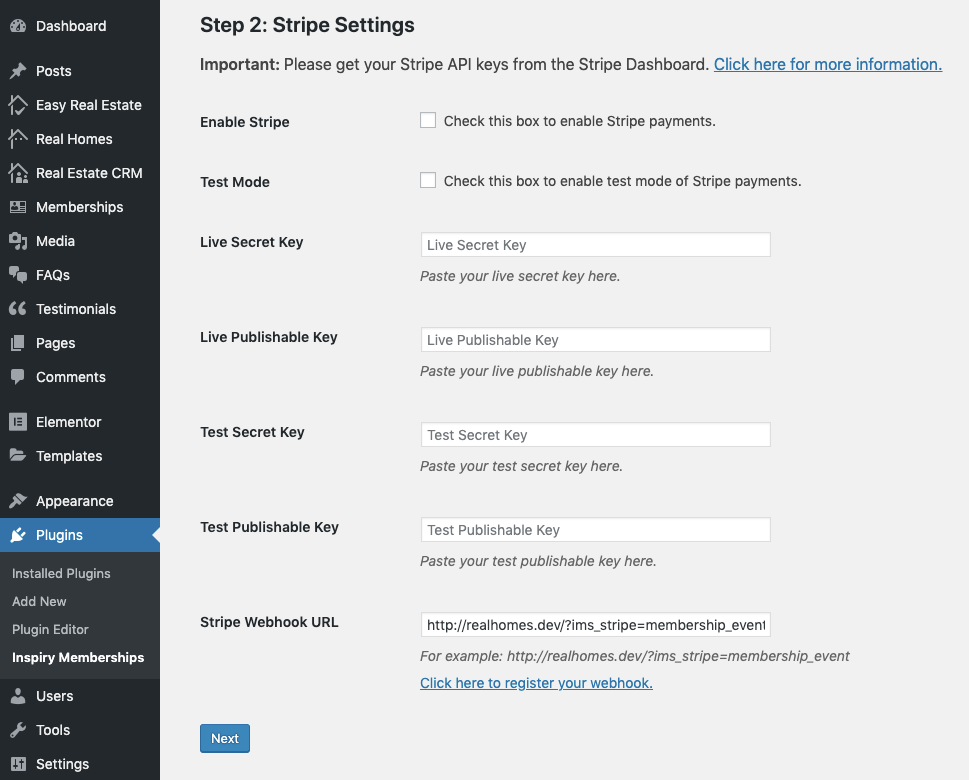 Dashboard
Posts
Easy Real Estate
Real Homes
Real Estate CRM
Memberships
Media
FAQs
Testimonials
Pages
Comments
Elementor
Templates
Appearance
Plugins
Installed Plugins
Add New
Plugin Editor
Inspiry Memberships
Users
Tools
Settings
Step 2: Stripe Settings
Important: Please get your Stripe API keys from the Stripe Dashboard. Click here for more information.
Enable Stripe
Check this box to enable Stripe payments.
Test Mode
Check this box to enable test mode of Stripe payments.
Live Secret Key
Live Secret Key
Paste your live secret key here.
Live Publishable Key
Live Publishable Key
Paste your live publishable key here.
Test Secret Key
Test Secret Key
Paste your test secret key here.
Test Publishable Key
Test Publishable Key
Paste your test publishable key here.
Stripe Webhook URL
http://realhomes.dev/?ims_stripe=membership_event
For example: http://realhomes.dev/?ims_stripe=membership_event
Click here to register your webhook.
Next